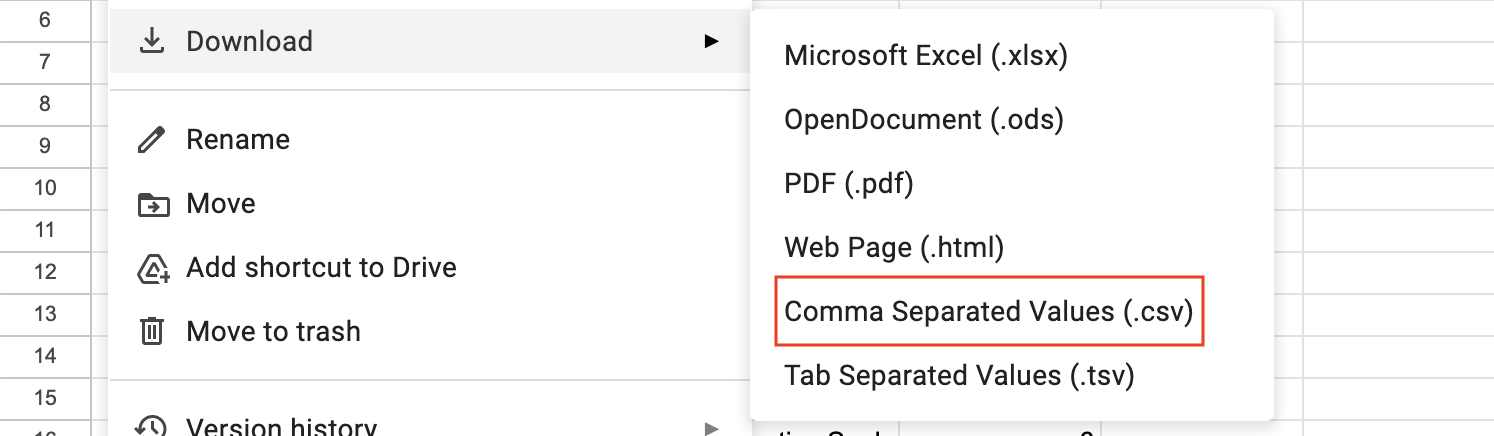 6
Download
Microsoft Excel (.xlsx)
7
8
OpenDocument (.ods)
9
Rename
10
PDF (.pdf)
Move
11
Web Page (.html)
12
Add shortcut to Drive
13
Comma Separated Values (.csv)
14
Move to trash
15
Tab Separated Values (.tsv)
Version history